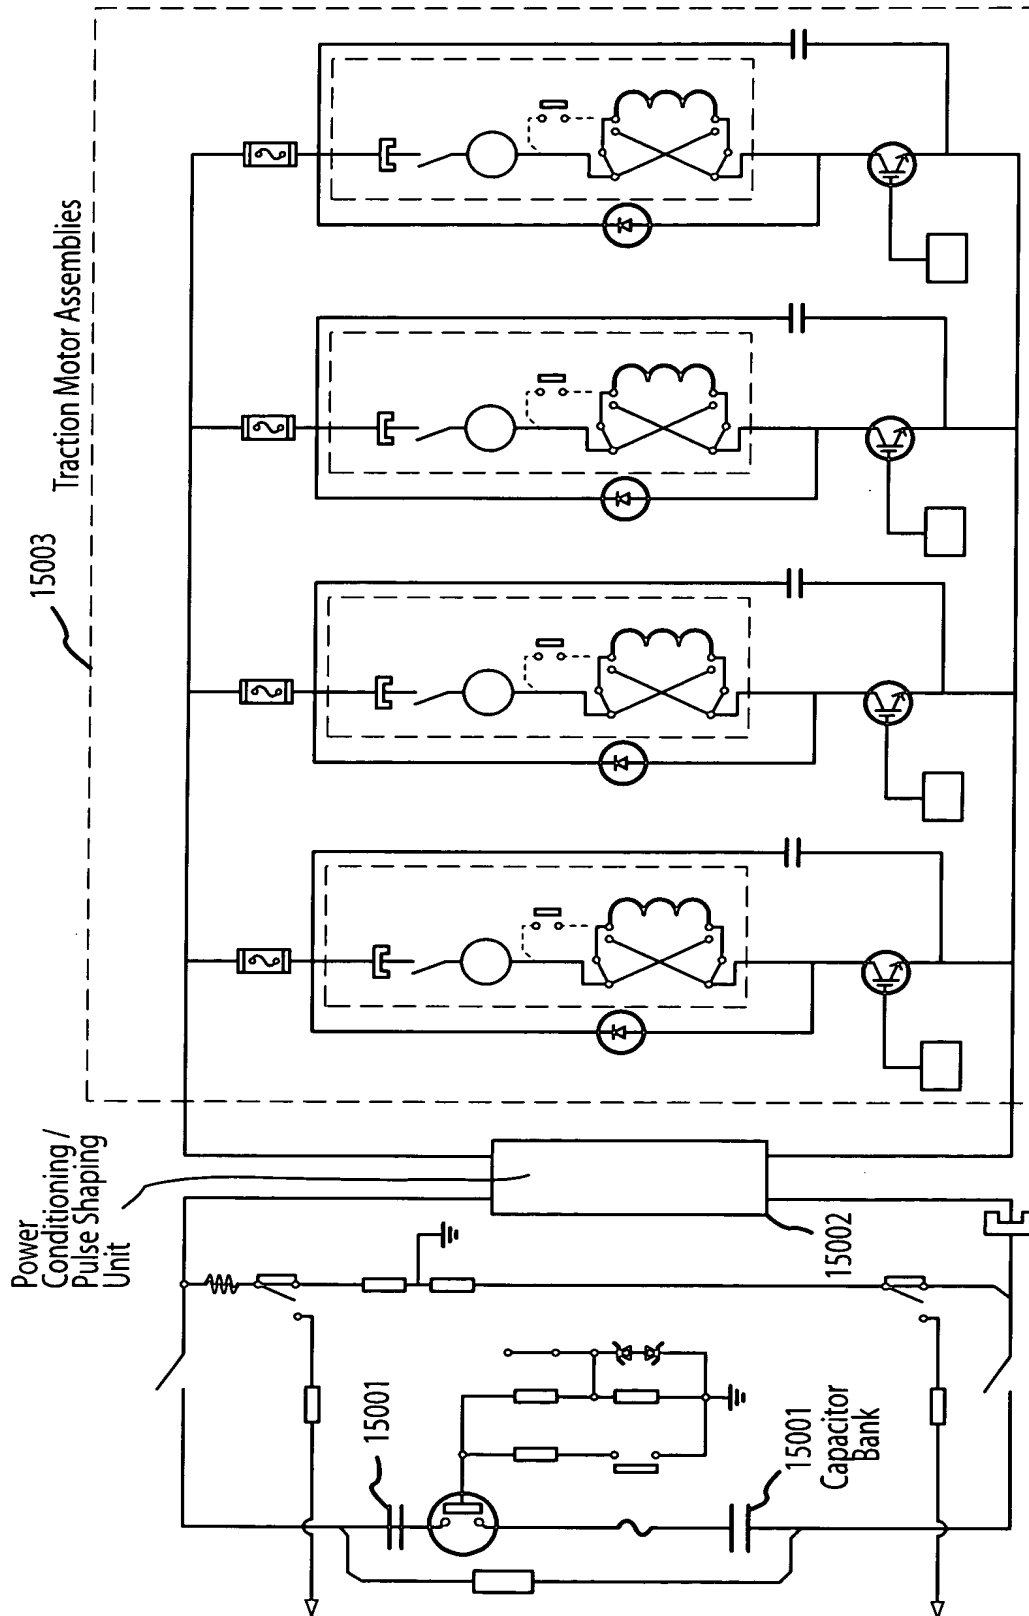 15003
Traction Motor Assemblies
Power
Conditioning /
Pulse Shaping
Unit
15002
15001
15001
Capacitor
Bank